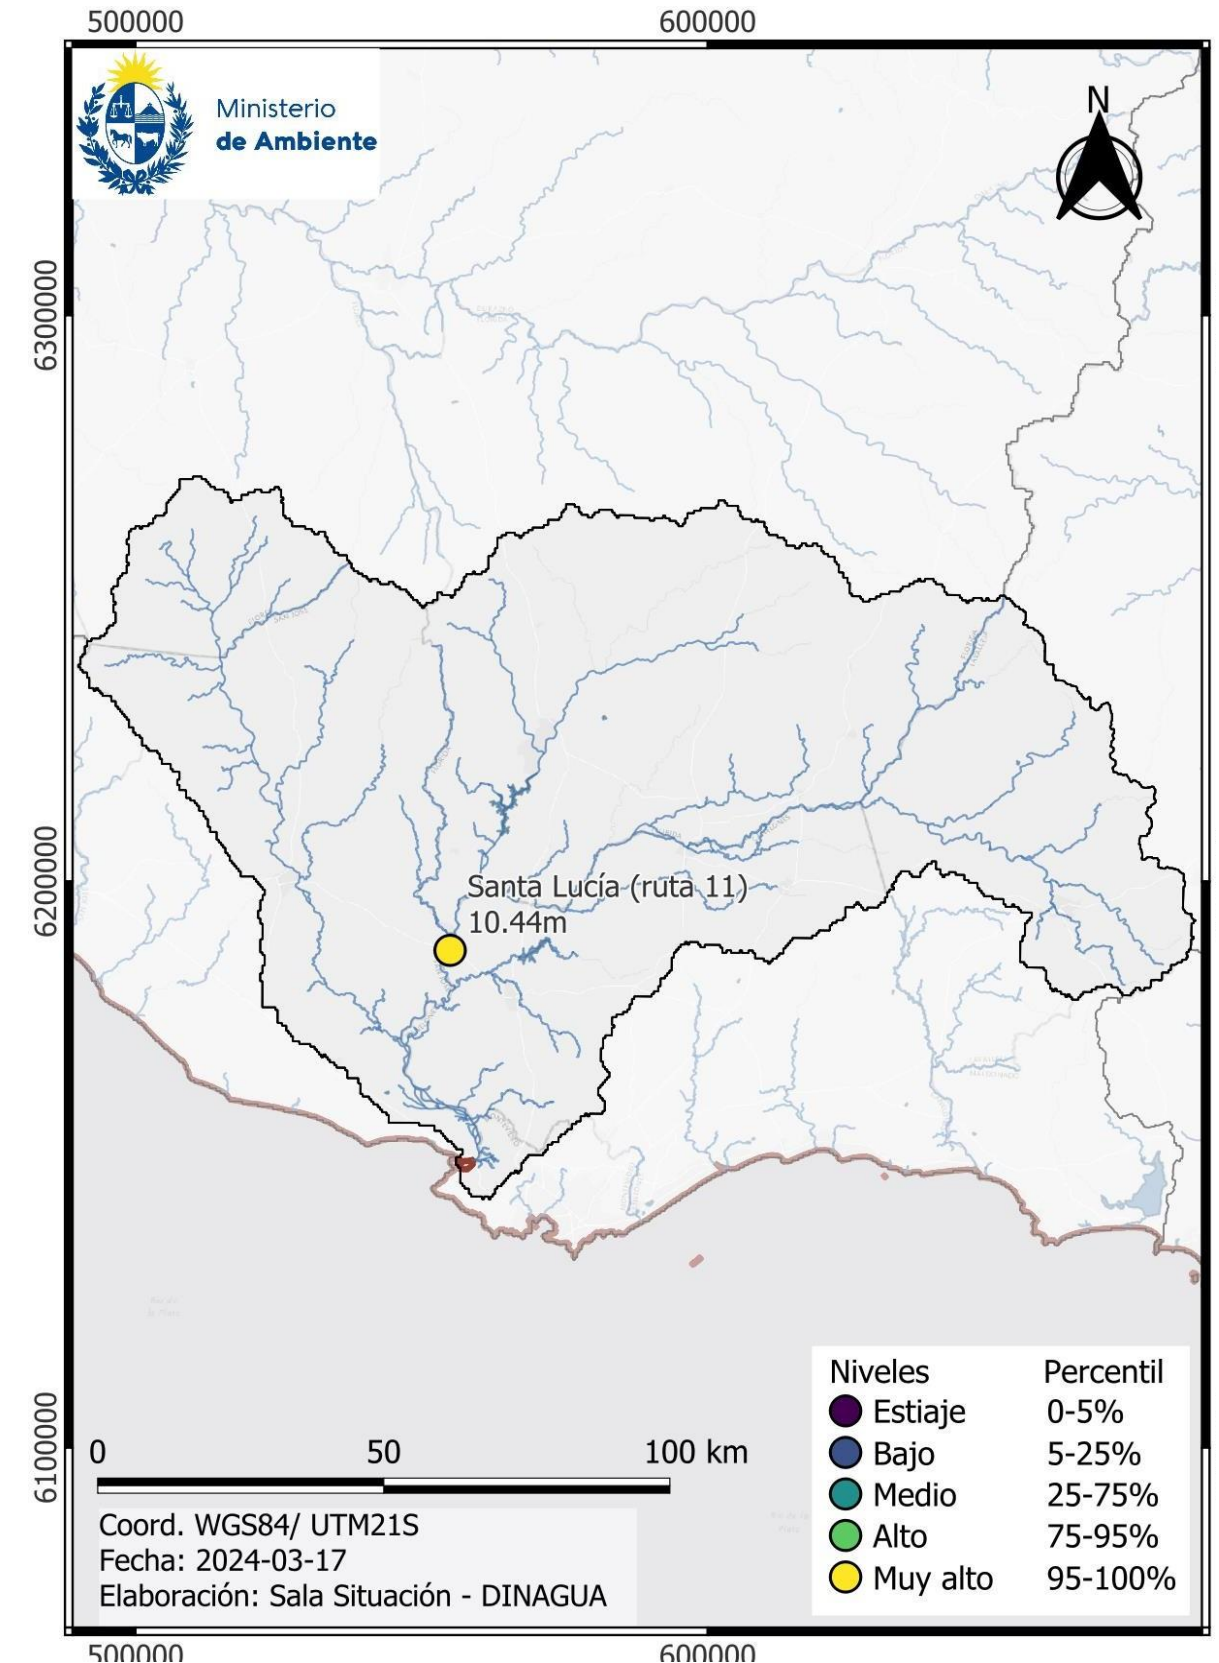 500000
600000
Ministerio
de Ambiente
N
6300000
6200000
Santa Lucía (ruta 11)
10.44m
Niveles Percentil
Estiaje 0-5%
Bajo 5-25%
Medio 25-75%
Alto 75-95%
Muy alto 95-100%
6100000
0 50 100 km
Coord. WGS84/ UTM21S
Fecha: 2024-03-17
Elaboración: Sala Situación - DINAGUA
500000
600000